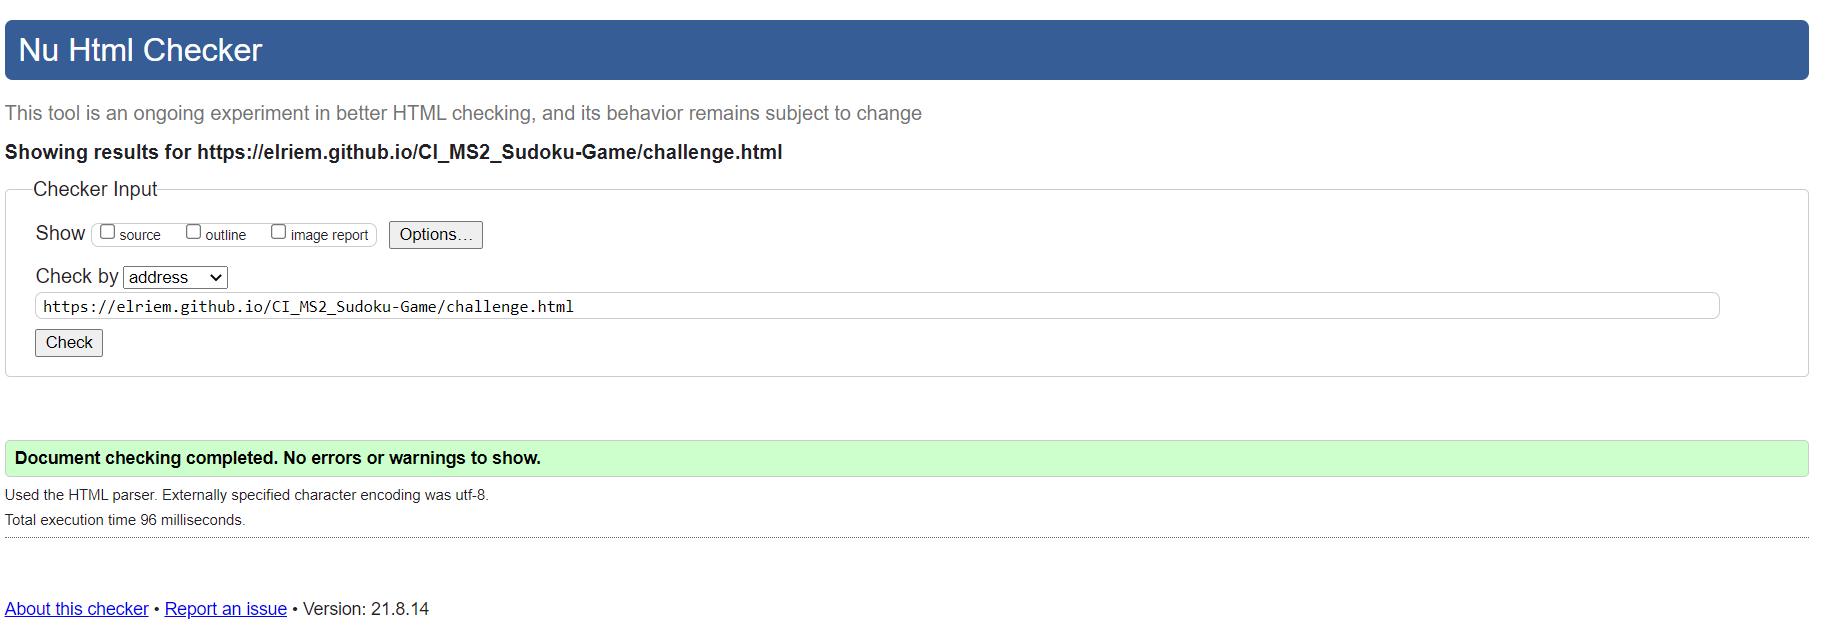 Nu Html Checker
This tool is an ongoing experiment in better HTML checking, and its behavior remains subject to change
Showing results for https://elriem.github.io/CI_MS2_Sudoku-Game/challenge.html
Checker Input
Show source outline image report Options...
Check by address
https://elriem.github.io/CI_MS2_Sudoku-Game/challenge.html
Check
Document checking completed. No errors or warnings to show.
Used the HTML parser. Externally specified character encoding was utf-8.
Total execution time 96 milliseconds.
About this checker • Report an issue • Version: 21.8.14